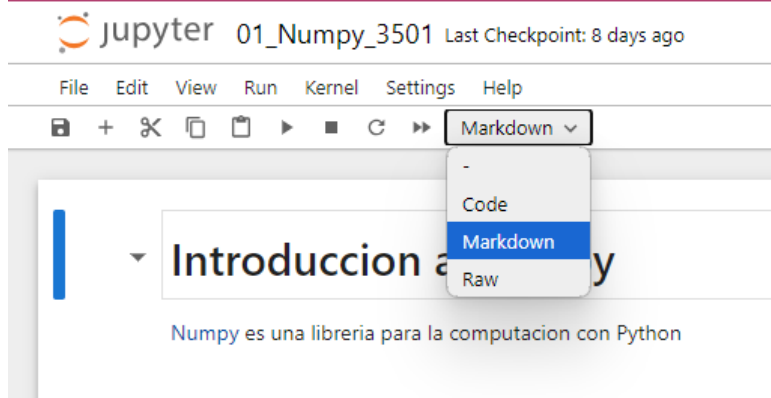 jupyter 01_Numpy_3501 Last Checkpoint: 8 days ago
File Edit View Run Kernel Settings Help
Markdown
-
Code
Markdown
Raw
Introduccion a y
Numpy es una libreria para la computacion con Python